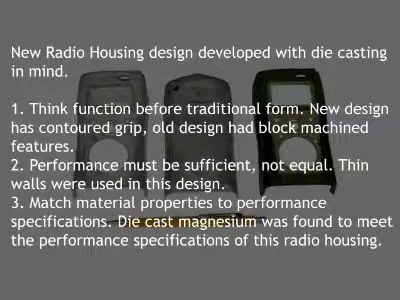 New Radio Housing design developed with die casting
in mind.
1. Think function before traditional form. New design
has contoured grip, old design had block machined
features.
2. Performance must be sufficient, not equal. Thin
walls were used in this design.
3. Match material properties to performance
specifications. Die cast magnesium was found to meet
the performance specifications of this radio housing.